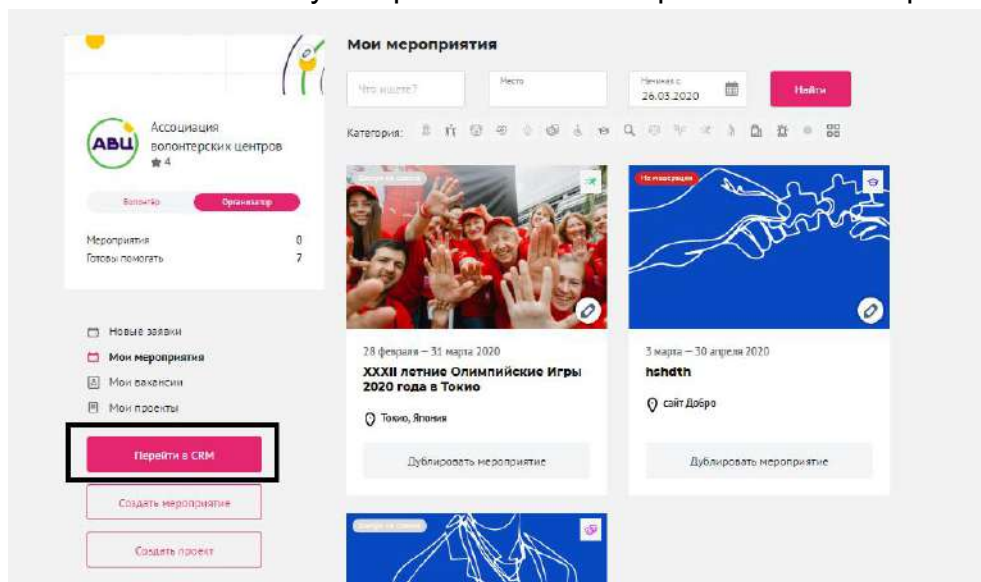 Мои мероприятия
Что ищете?
Место
Начиная с
26.03.2020
Найти
Категория:
АВЦ
Ассоциация
волонтерских центров
4
Волонтёр
Организатор
Мероприятия 0
Готовы помогать 7
Новые заявки
Мои мероприятия
Мои вакансии
Мои проекты
Перейти в CRM
Создать мероприятие
Создать проект
28 февраля – 31 марта 2020
XXXII летние Олимпийские Игры
2020 года в Токио
Токио, Япония
Дублировать мероприятие
На модерации
3 марта – 30 апреля 2020
hshdth
сайт Добро
Дублировать мероприятие